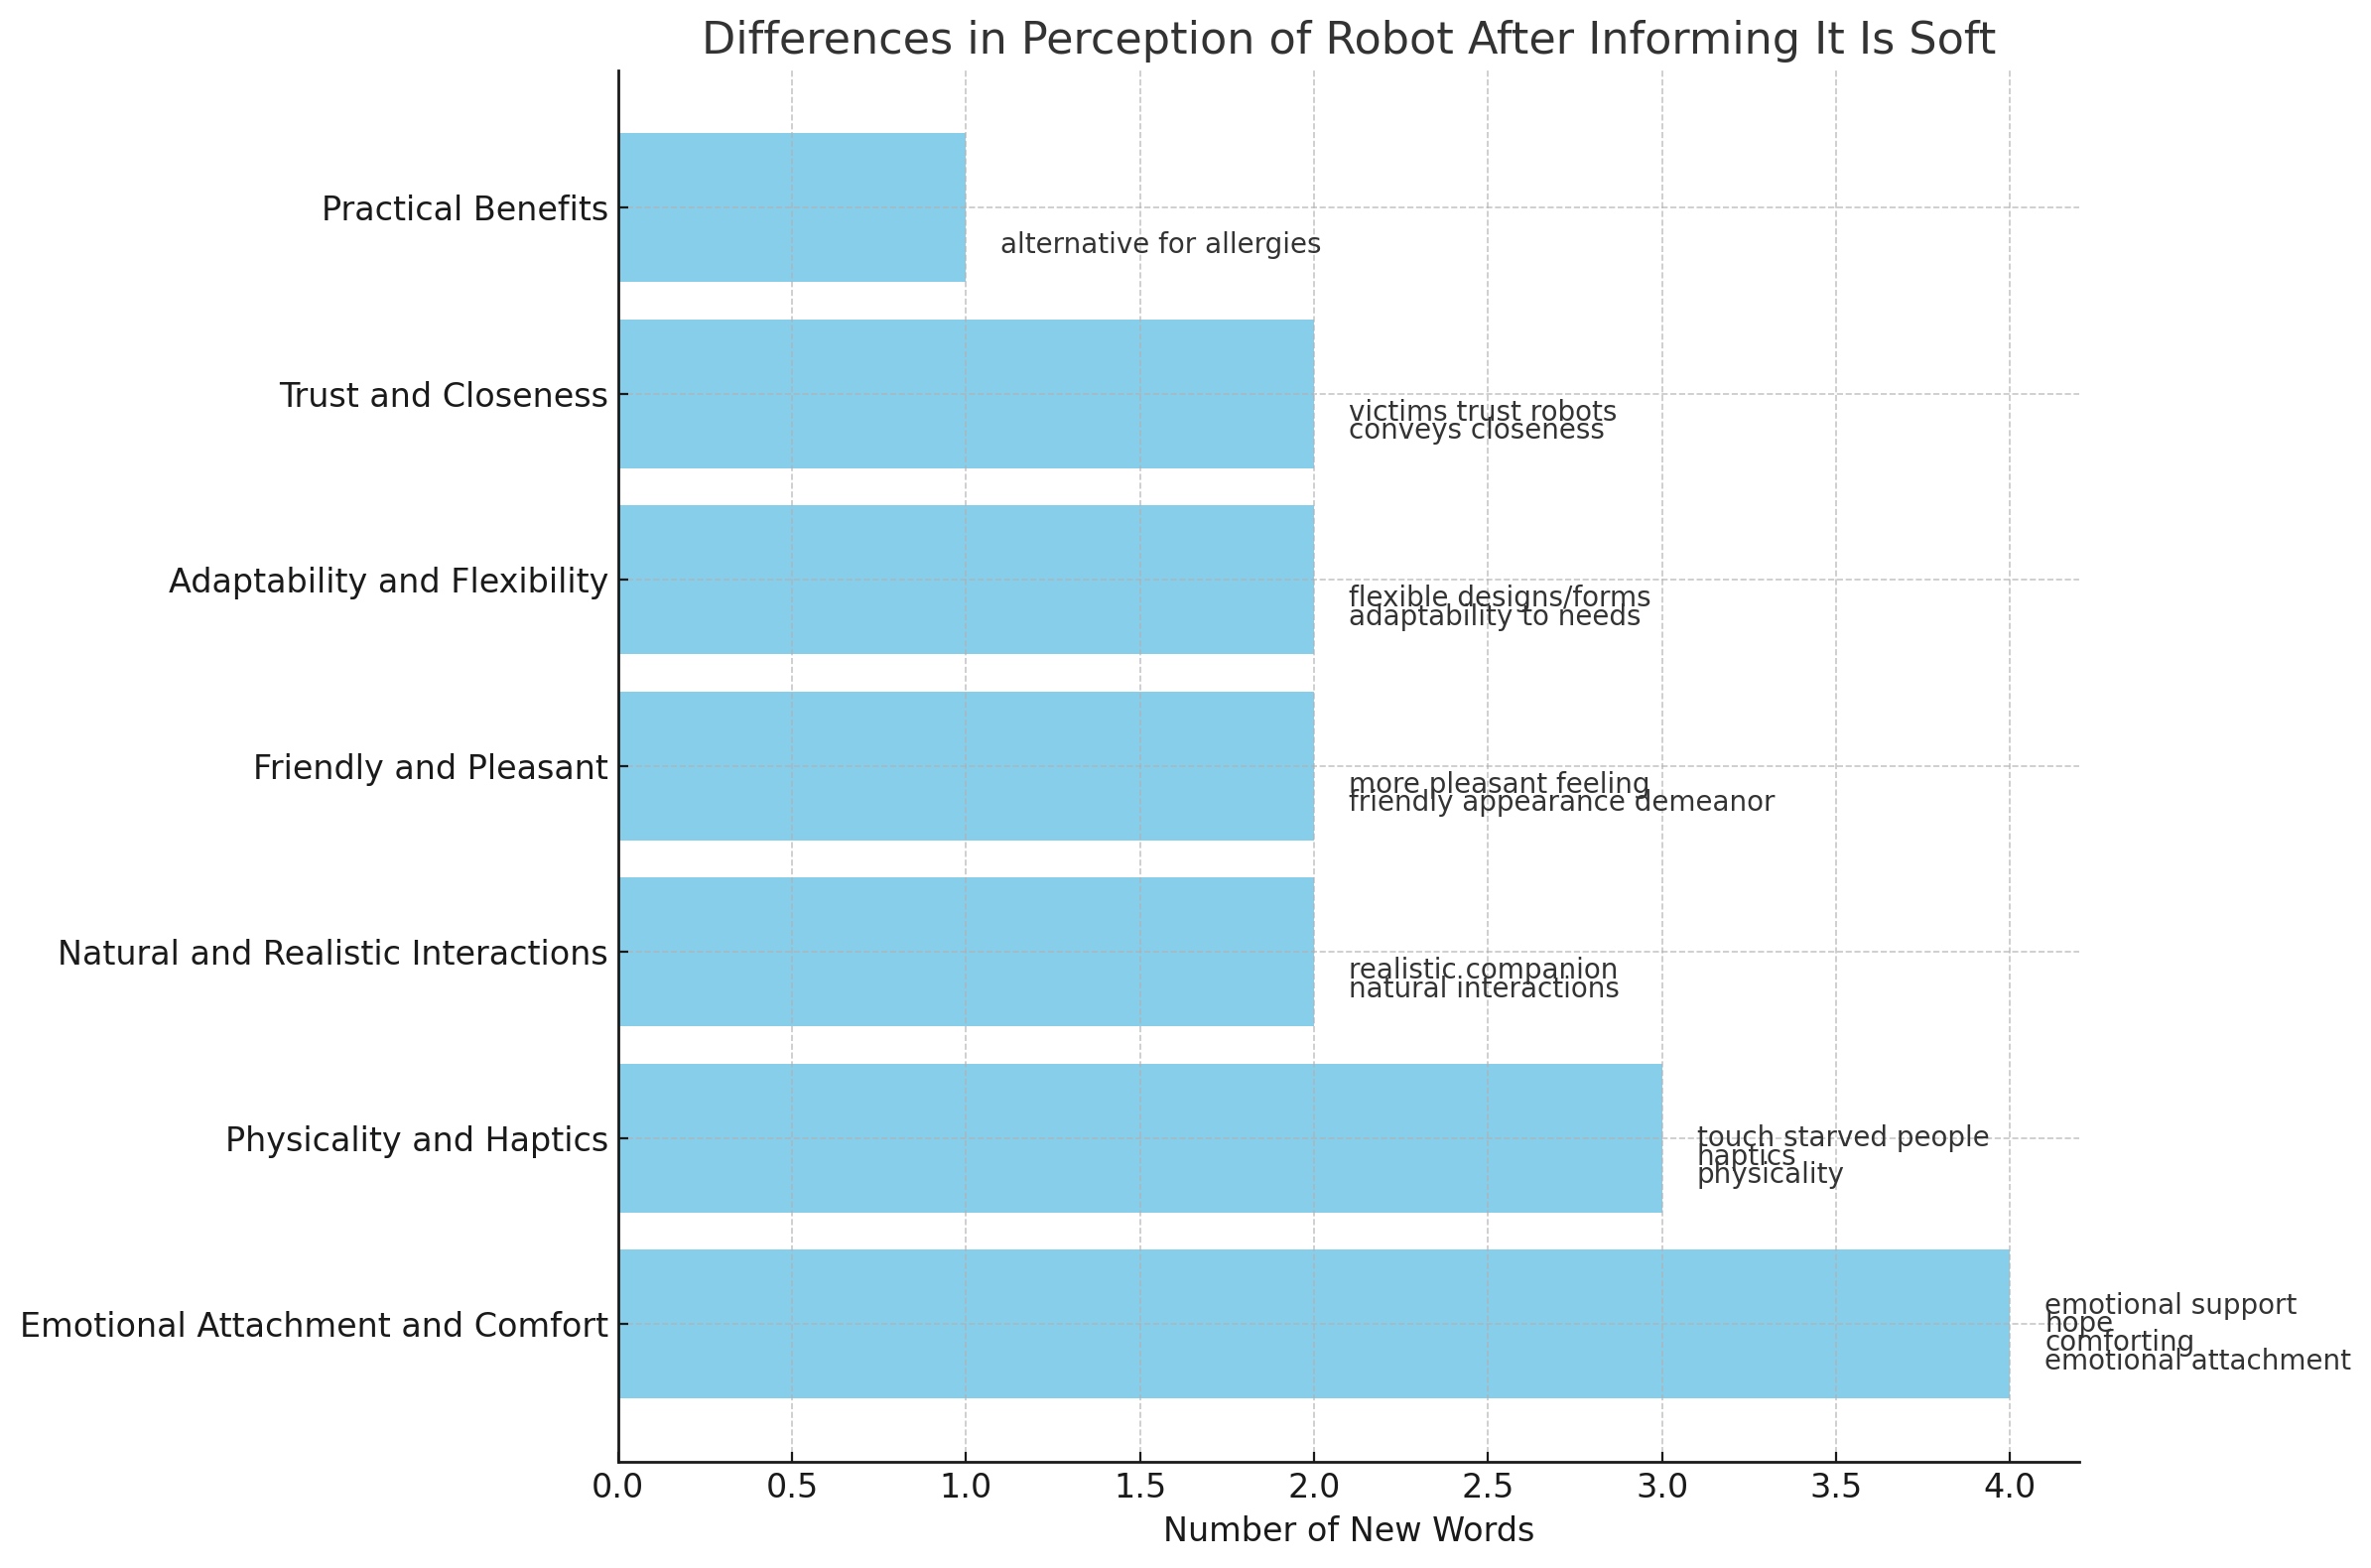 Differences in Perception of Robot After Informing It Is Soft
Practical Benefits
alternative for allergies
Trust and Closeness
victims trust robots
conveys closeness
Adaptability and Flexibility
flexible designs/forms
adaptability to needs
Friendly and Pleasant
more pleasant feeling
friendly appearance demeanor
Natural and Realistic Interactions
realistic companion
natural interactions
Physicality and Haptics
touch starved people
haptics
physicality
Emotional Attachment and Comfort
emotional support
hope
comforting
emotional attachment
0.0 0.5 1.0 1.5 2.0 2.5 3.0 3.5 4.0
Number of New Words